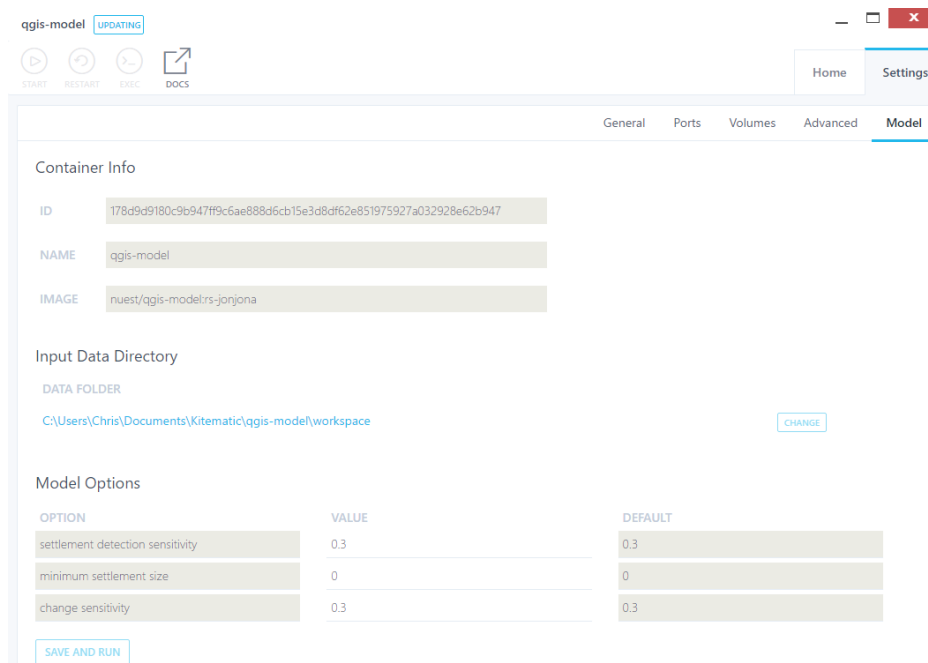 qgis-model UPDATING
START RESTART EXEC DOCS
Home Settings
General Ports Volumes Advanced Model
Container Info
ID 178d9d9180c9b947ff9c6ae888d6cb15e3d8df62e851975927a032928e62b947
NAME qgis-model
IMAGE nuest/qgis-model:rs-jonjona
Input Data Directory
DATA FOLDER
C:\Users\Chris\Documents\Kitematic\qgis-model\workspace CHANGE
Model Options
OPTION VALUE DEFAULT
settlement detection sensitivity 0.3 0.3
minimum settlement size 0 0
change sensitivity 0.3 0.3
SAVE AND RUN